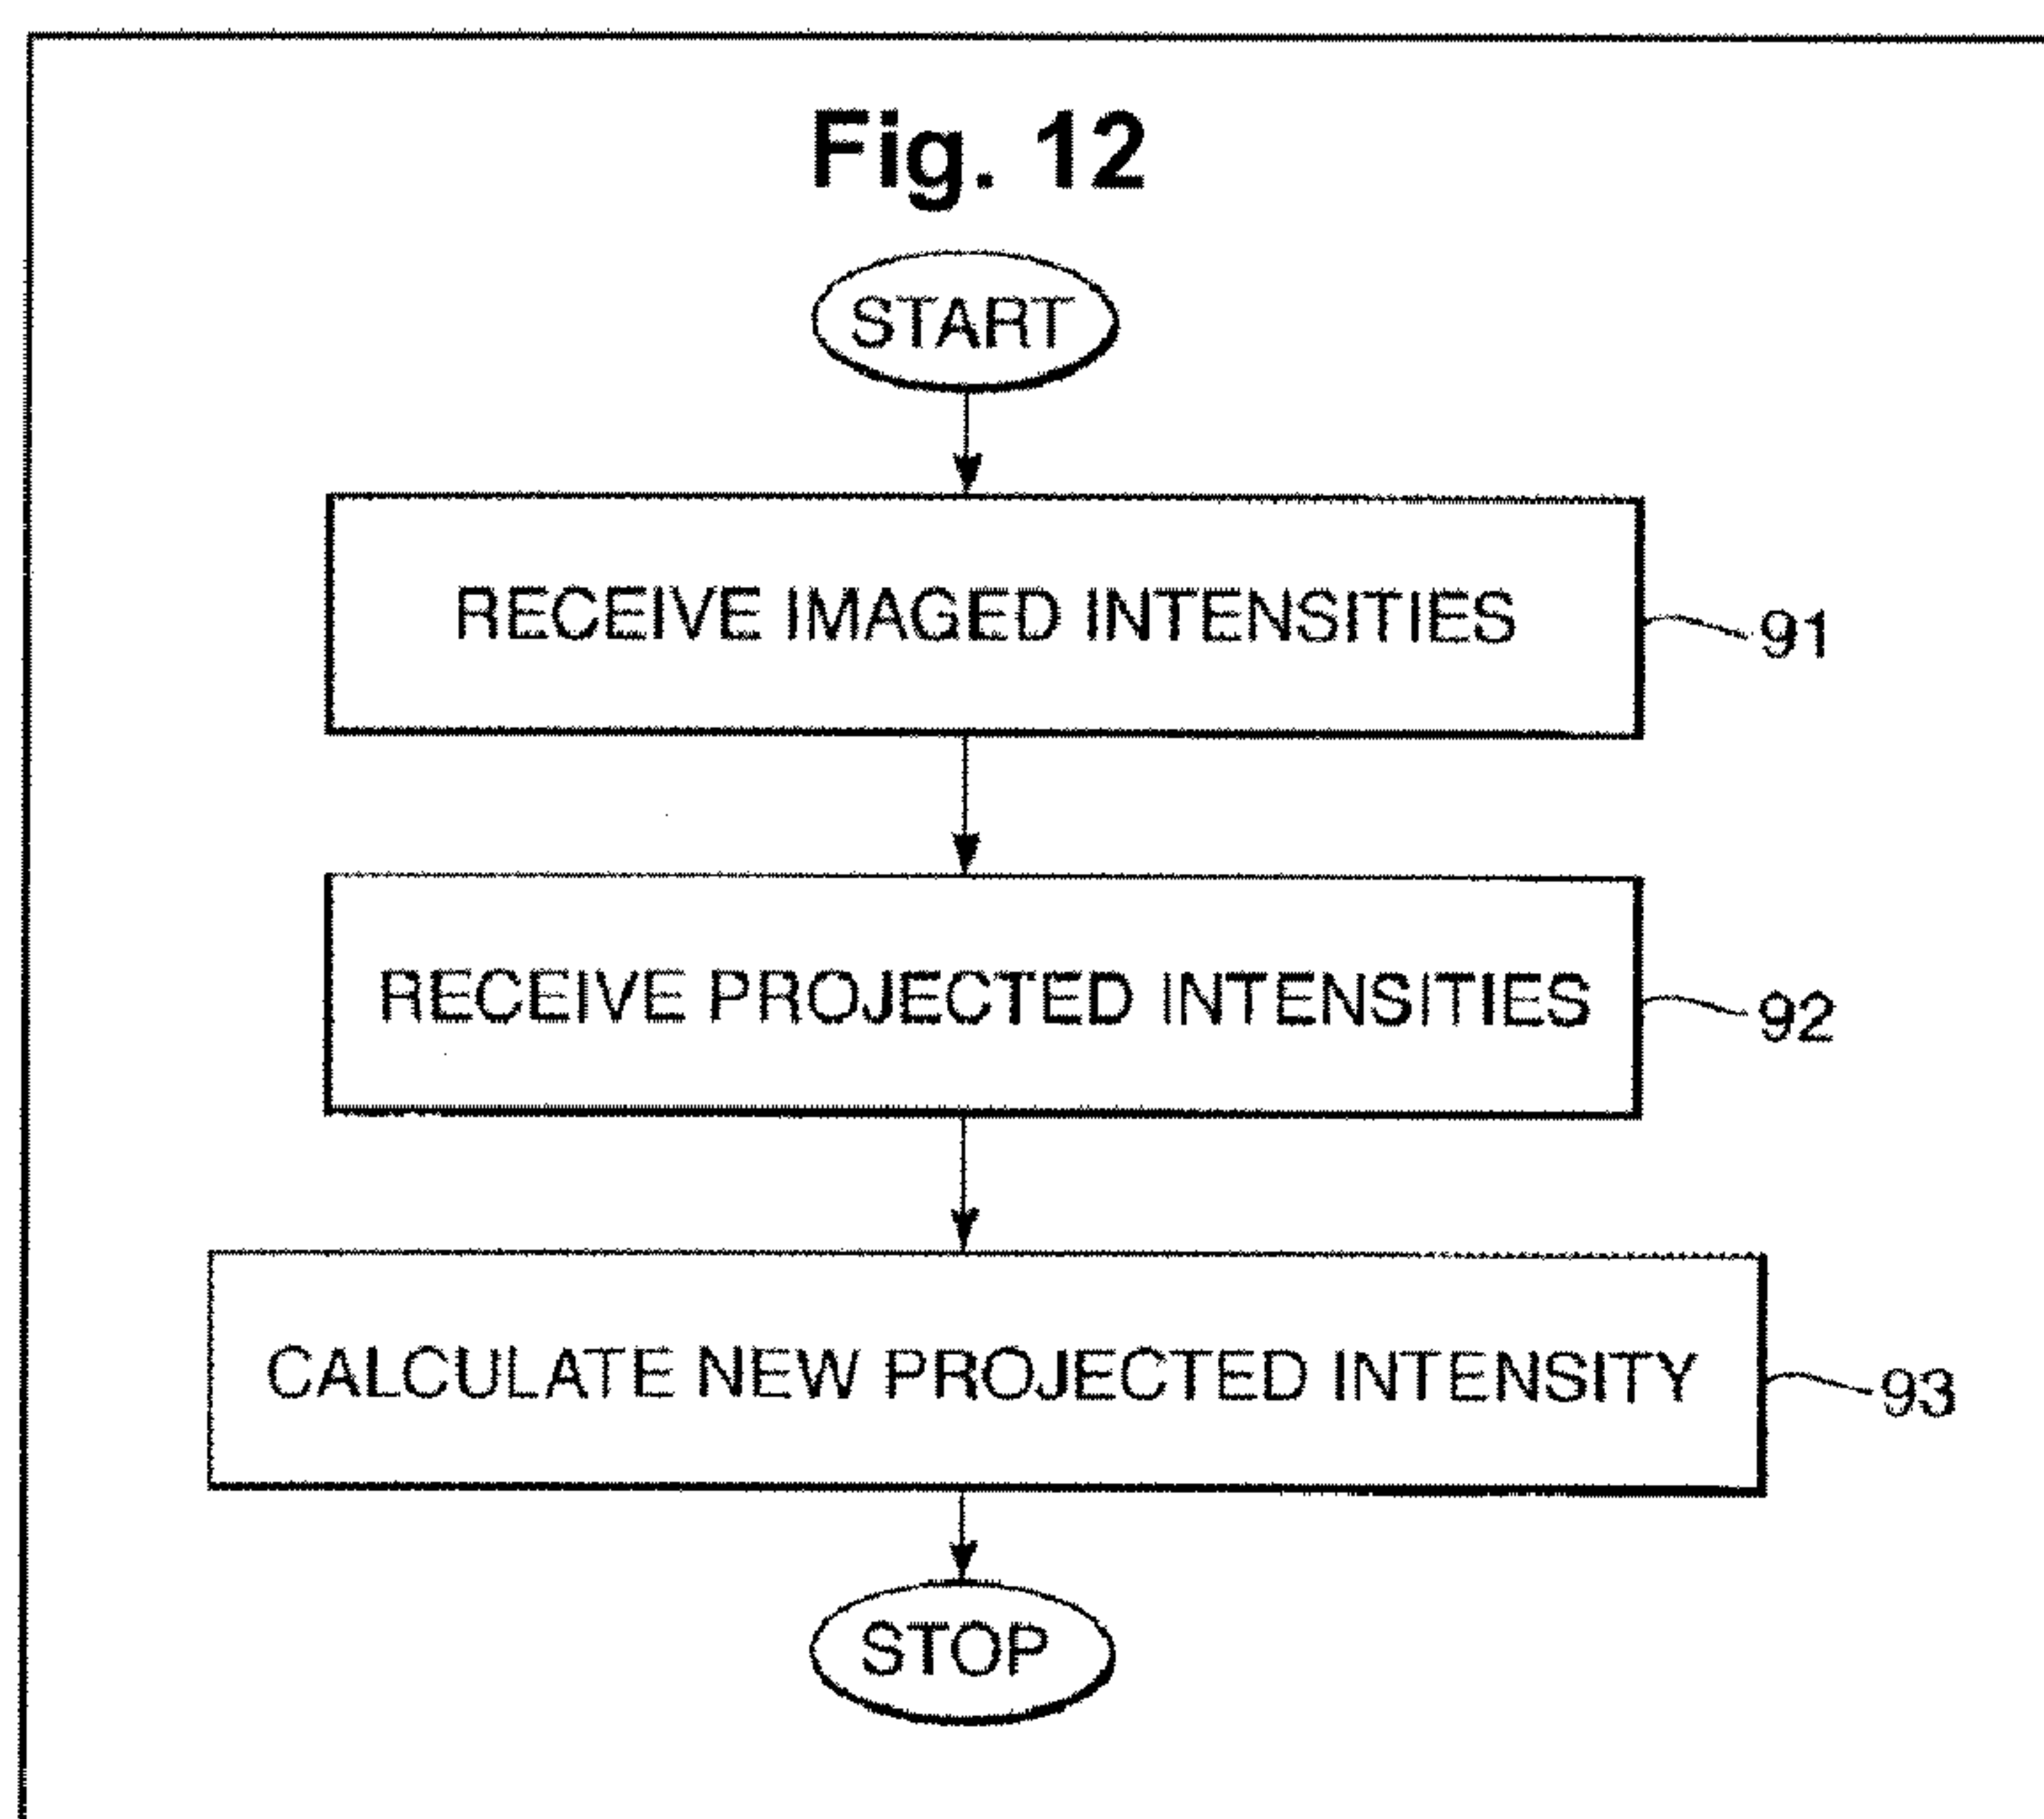 Fig. 12
START
RECEIVE IMAGED INTENSITIES
91
RECEIVE PROJECTED INTENSITIES
92
CALCULATE NEW PROJECTED INTENSITY
93
STOP